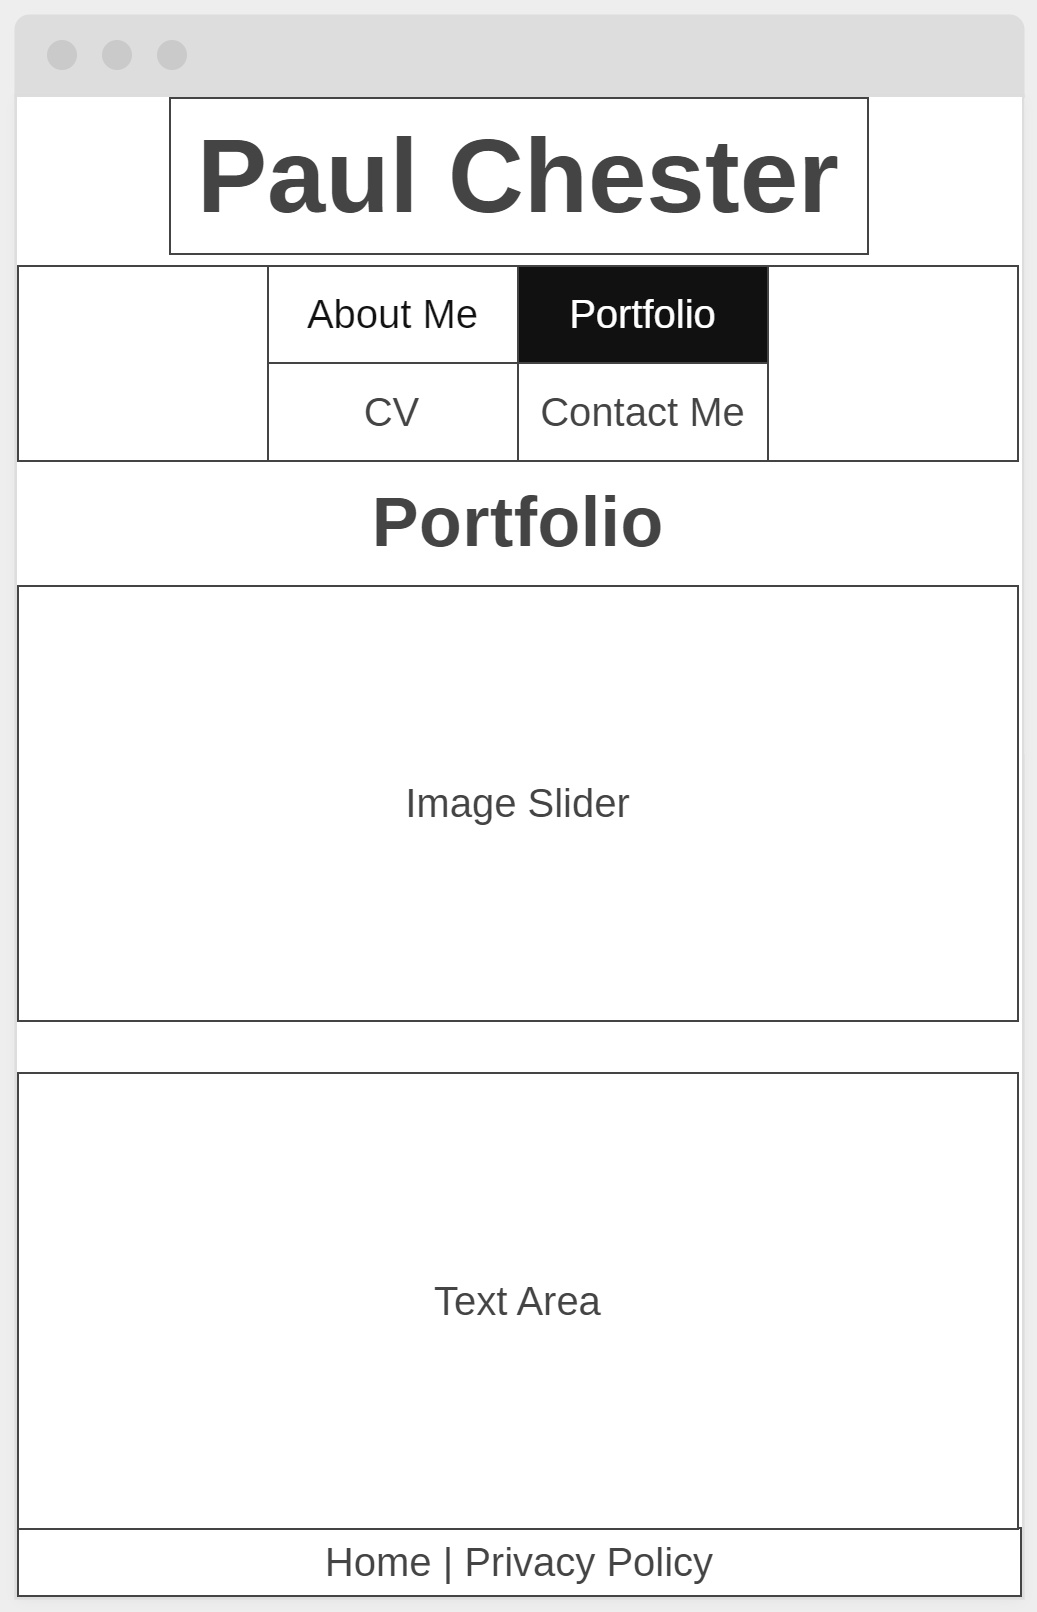 Paul Chester
About Me Portfolio
CV Contact Me
Portfolio
Image Slider
Text Area
Home | Privacy Policy